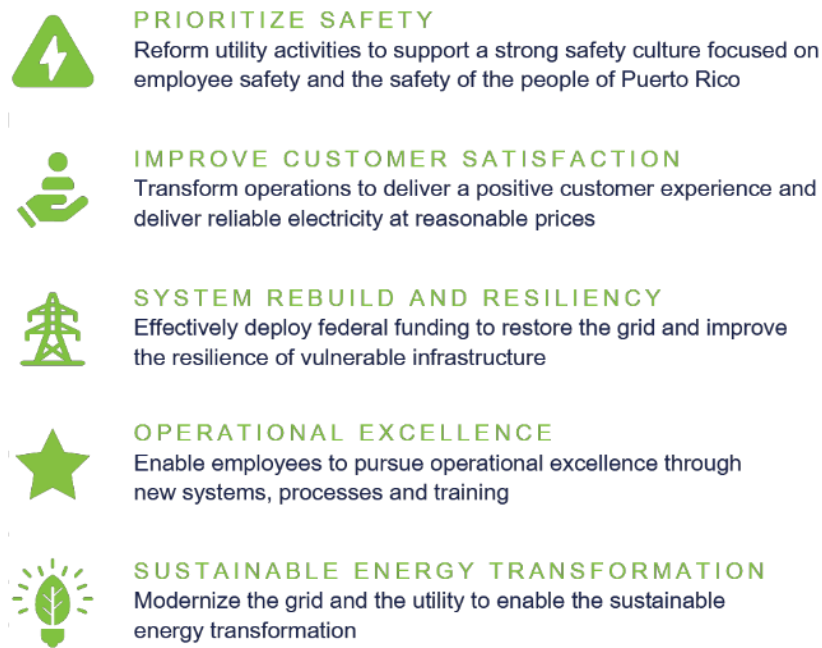 PRIORITIZE SAFETY
Reform utility activities to support a strong safety culture focused on
employee safety and the safety of the people of Puerto Rico
IMPROVE CUSTOMER SATISFACTION
Transform operations to deliver a positive customer experience and
deliver reliable electricity at reasonable prices
SYSTEM REBUILD AND RESILIENCY
Effectively deploy federal funding to restore the grid and improve
the resilience of vulnerable infrastructure
OPERATIONAL EXCELLENCE
Enable employees to pursue operational excellence through
new systems, processes and training
SUSTAINABLE ENERGY TRANSFORMATION
Modernize the grid and the utility to enable the sustainable
energy transformation